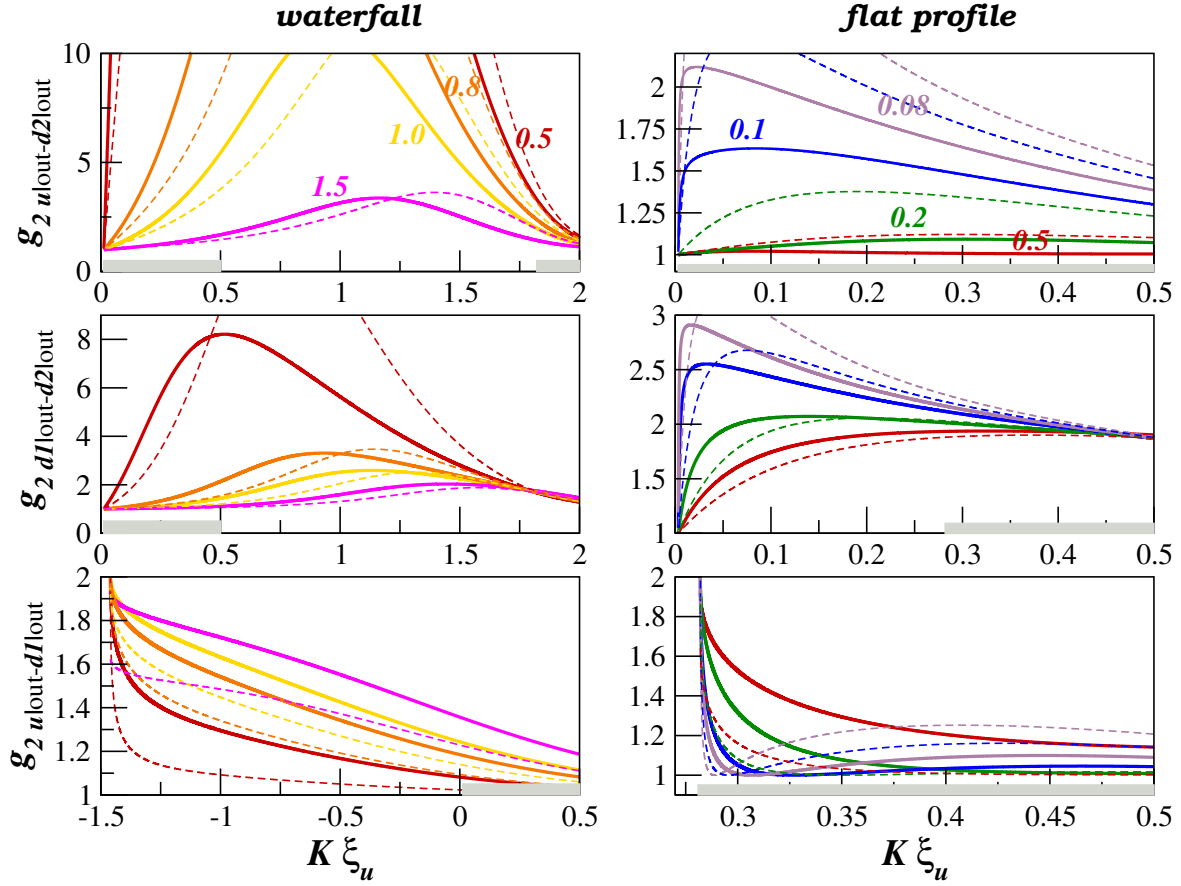 waterfall
flat profile
g2 u|out-d2|out
10
5
0
0 0.5 1 1.5 2
0.8
1.0
0.5
1.5
2
1.75
1.5
1.25
1
0 0.1 0.2 0.3 0.4 0.5
0.08
0.1
0.2
0.5
g2 d1|out-d2|out
8
6
4
2
0
0 0.5 1 1.5 2
3
2.5
2
1.5
1
0 0.1 0.2 0.3 0.4 0.5
g2 u|out-d1|out
2
1.8
1.6
1.4
1.2
1
-1.5 -1 -0.5 0 0.5
K ξu
2
1.8
1.6
1.4
1.2
1
0.3 0.35 0.4 0.45 0.5
K ξu